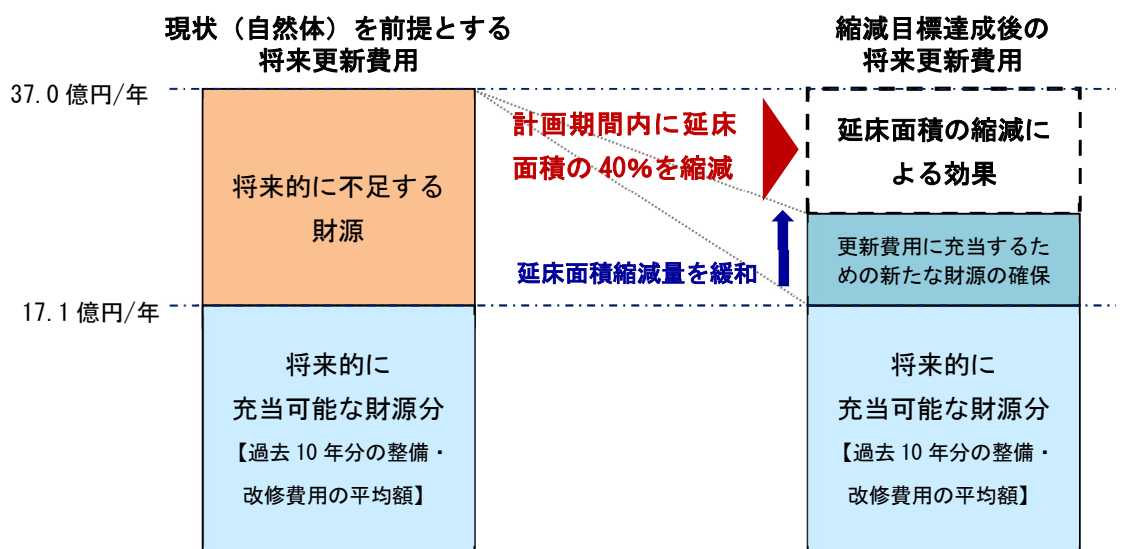 現状（自然体）を前提とする
将来更新費用
縮減目標達成後の
将来更新費用
37.0 億円/年
将来的に不足する
財源
計画期間内に延床
面積の 40%を縮減
延床面積の縮減に
よる効果
延床面積縮減量を緩和
更新費用に充当するた
めの新たな財源の確保
17.1 億円/年
将来的に
充当可能な財源分
【過去 10 年分の整備・
改修費用の平均額】
将来的に
充当可能な財源分
【過去 10 年分の整備・
改修費用の平均額】